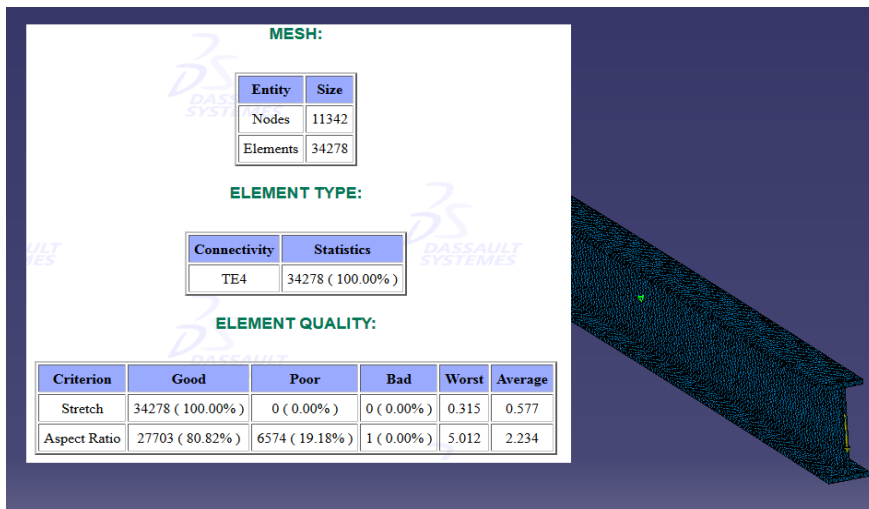 MESH:
Entity Size
Nodes 11342
Elements 34278
ELEMENT TYPE:
Connectivity Statistics
TE4 34278 ( 100.00% )
ELEMENT QUALITY:
Criterion Good Poor Bad Worst Average
Stretch 34278 ( 100.00% ) 0 ( 0.00% ) 0 ( 0.00% ) 0.315 0.577
Aspect Ratio 27703 ( 80.82% ) 6574 ( 19.18% ) 1 ( 0.00% ) 5.012 2.234
DASSAULT
SYSTEMES